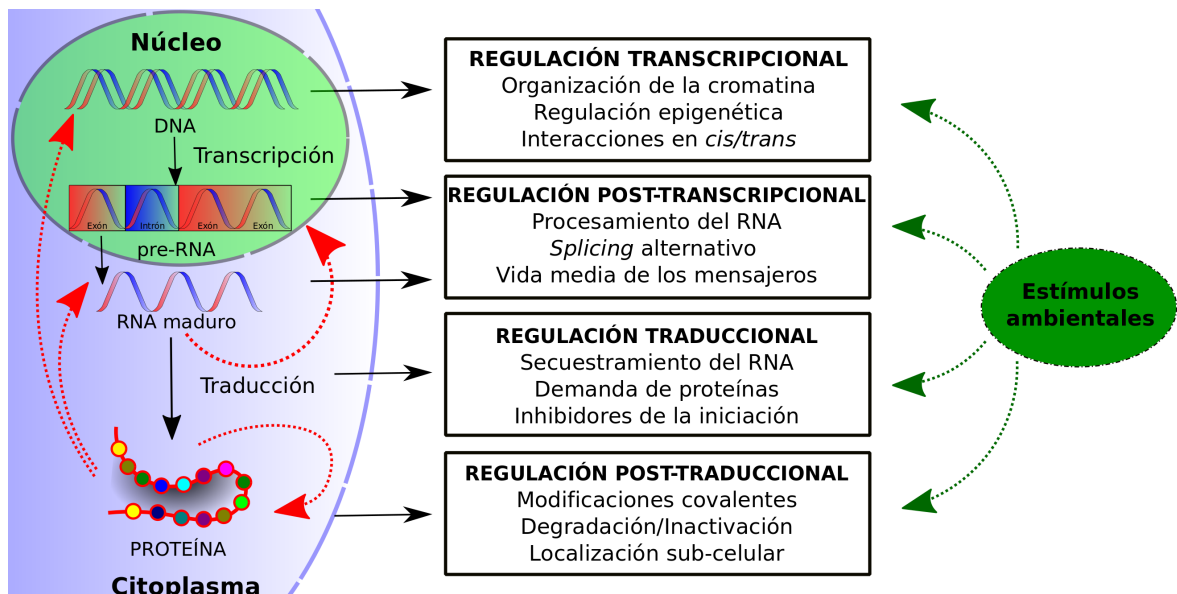 Núcleo
DNA
Transcripción
Exón
Intrón
Exón
Exón
pre-RNA
RNA maduro
Traducción
PROTEÍNA
Citoplasma
REGULACIÓN TRANSCRIPCIONAL
Organización de la cromatina
Regulación epigenética
Interacciones en cis/trans
REGULACIÓN POST-TRANSCRIPCIONAL
Procesamiento del RNA
Splicing alternativo
Vida media de los mensajeros
REGULACIÓN TRADUCCIONAL
Secuestramiento del RNA
Demanda de proteínas
Inhibidores de la iniciación
REGULACIÓN POST-TRADUCCIONAL
Modificaciones covalentes
Degradación/Inactivación
Localización sub-celular
Estímulos
ambientales